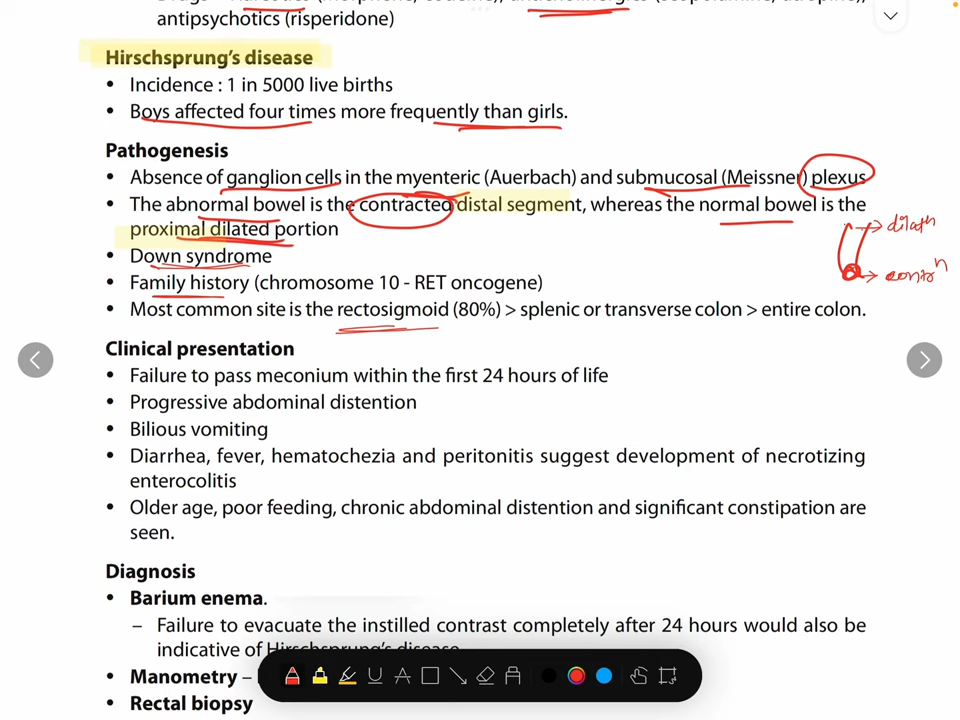 antipsychotics (risperidone)
Hirschsprung's disease
• Incidence : 1 in 5000 live births
• Boys affected four times more frequently than girls.
Pathogenesis
• Absence of ganglion cells in the myenteric (Auerbach) and submucosal (Meissner) plexus
• The abnormal bowel is the contracted distal segment, whereas the normal bowel is the
proximal dilated portion
• Down syndrome
• Family history (chromosome 10 - RET oncogene)
• Most common site is the rectosigmoid (80%) > splenic or transverse colon > entire colon.
Clinical presentation
• Failure to pass meconium within the first 24 hours of life
• Progressive abdominal distention
• Bilious vomiting
• Diarrhea, fever, hematochezia and peritonitis suggest development of necrotizing
enterocolitis
• Older age, poor feeding, chronic abdominal distention and significant constipation are
seen.
Diagnosis
• Barium enema.
– Failure to evacuate the instilled contrast completely after 24 hours would also be
indicative of Hirschsprung's disease
• Manometry –
• Rectal biopsy